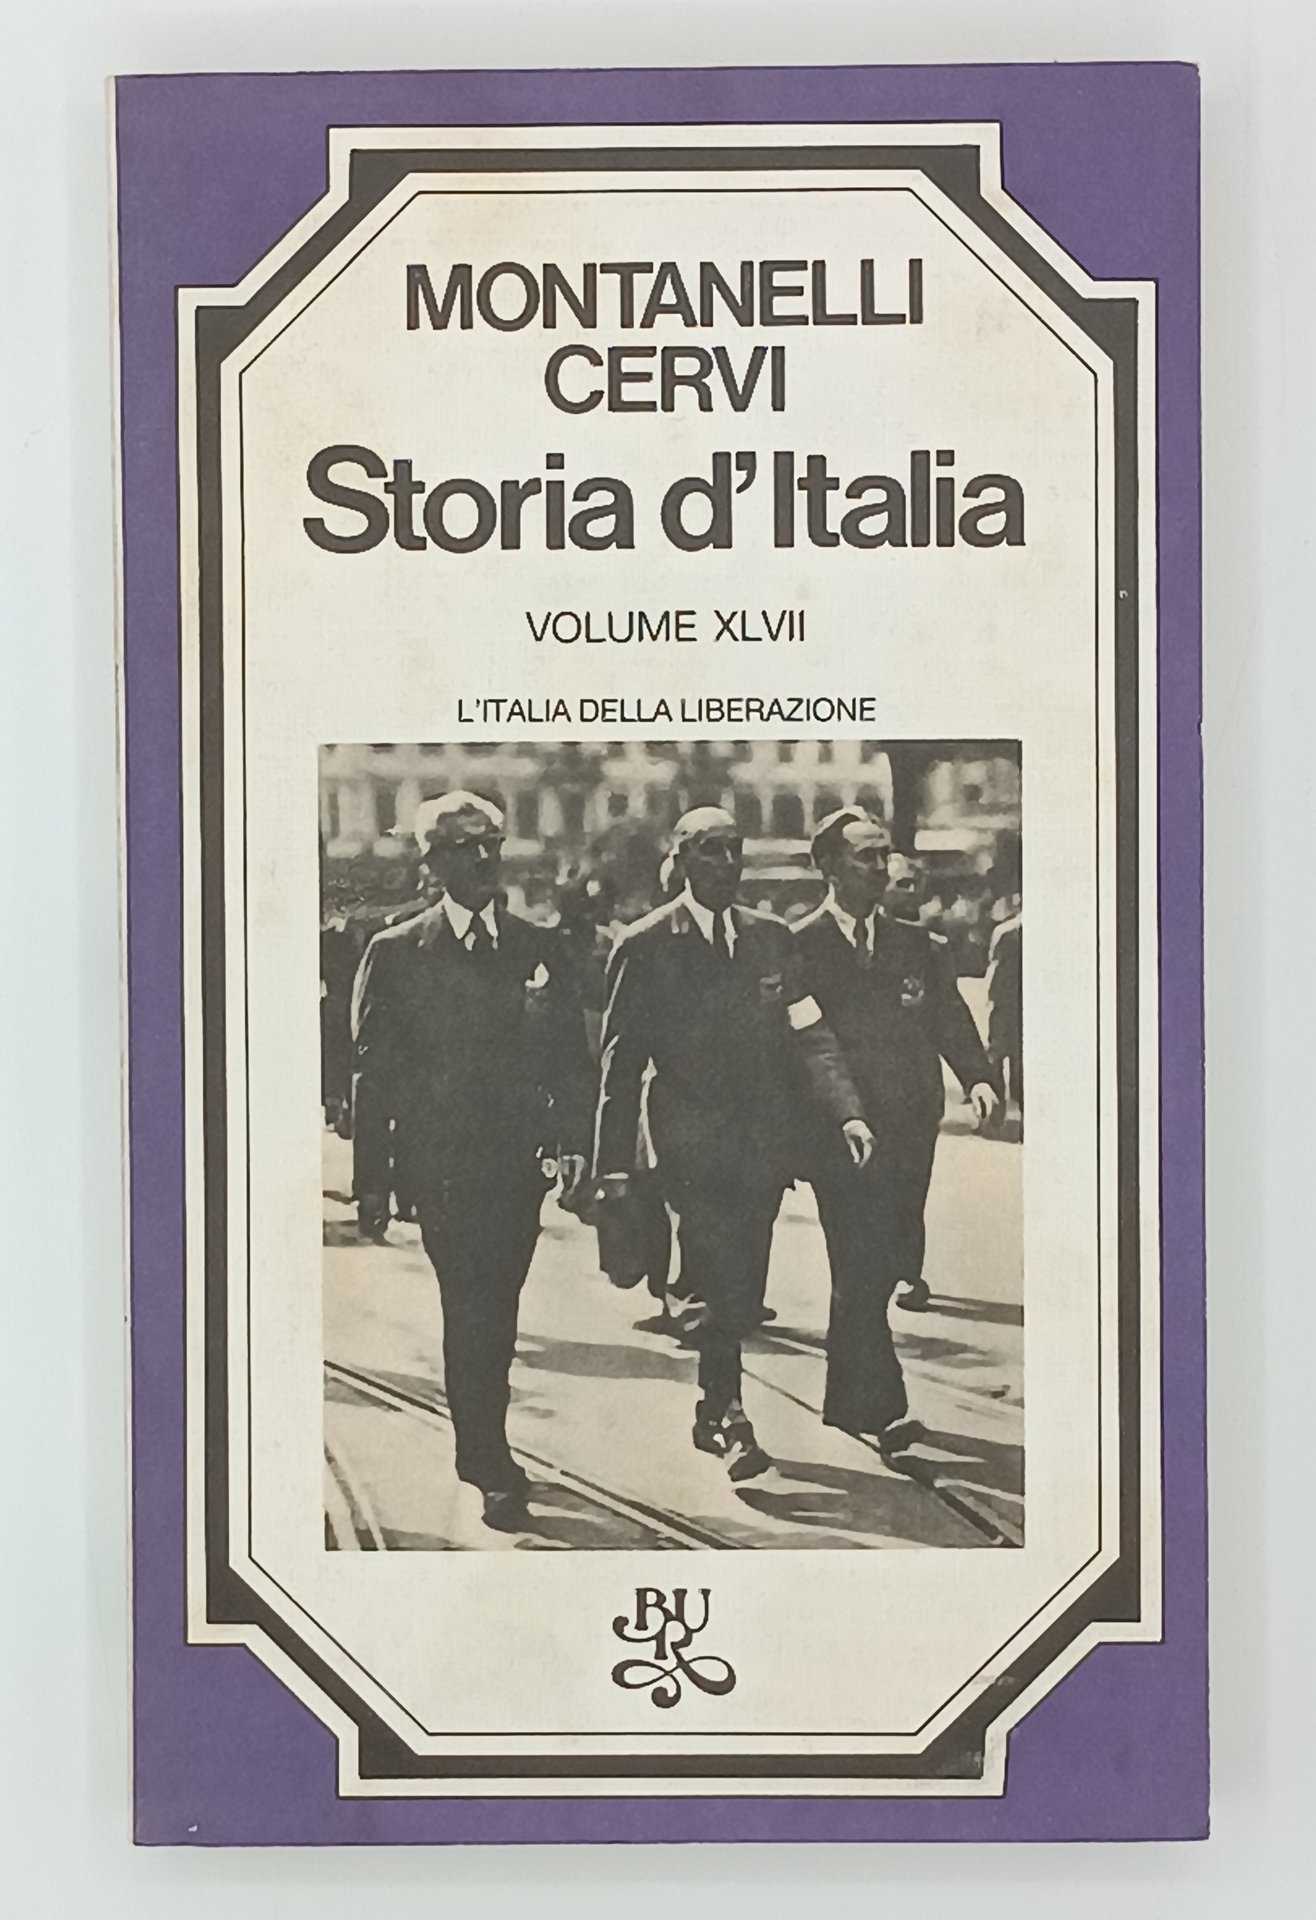 MONTANELLI
CERVI
Storia d'Italia
VOLUME XLVII
L'ITALIA DELLA LIBERAZIONE
BUR